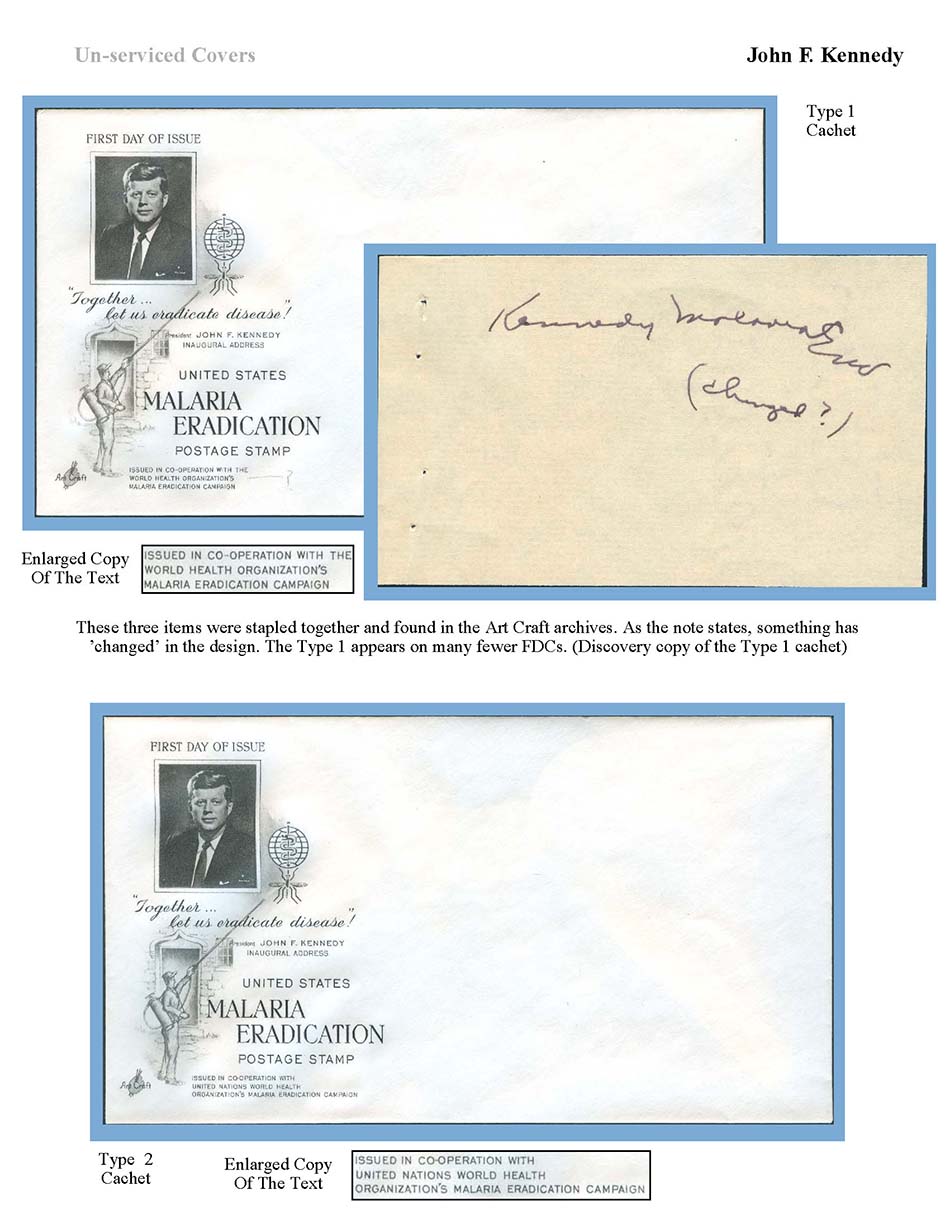 Un-serviced Covers
John F. Kennedy
Type 1
Cachet
FIRST DAY OF ISSUE
"Together ...
let us eradicate disease!"
President JOHN F. KENNEDY
INAUGURAL ADDRESS
UNITED STATES
MALARIA
ERADICATION
POSTAGE STAMP
ISSUED IN CO-OPERATION WITH THE
WORLD HEALTH ORGANIZATION'S
MALARIA ERADICATION CAMPAIGN
?
Art Craft
Kennedy Malaria Env
(changed?)
Enlarged Copy
Of The Text
ISSUED IN CO-OPERATION WITH THE
WORLD HEALTH ORGANIZATION'S
MALARIA ERADICATION CAMPAIGN
These three items were stapled together and found in the Art Craft archives. As the note states, something has
'changed' in the design. The Type 1 appears on many fewer FDCs. (Discovery copy of the Type 1 cachet)
FIRST DAY OF ISSUE
"Together ...
let us eradicate disease!"
President JOHN F. KENNEDY
INAUGURAL ADDRESS
UNITED STATES
MALARIA
ERADICATION
POSTAGE STAMP
ISSUED IN CO-OPERATION WITH
UNITED NATIONS WORLD HEALTH
ORGANIZATION'S MALARIA ERADICATION CAMPAIGN
Art Craft
Type 2
Cachet
Enlarged Copy
Of The Text
ISSUED IN CO-OPERATION WITH
UNITED NATIONS WORLD HEALTH
ORGANIZATION'S MALARIA ERADICATION CAMPAIGN